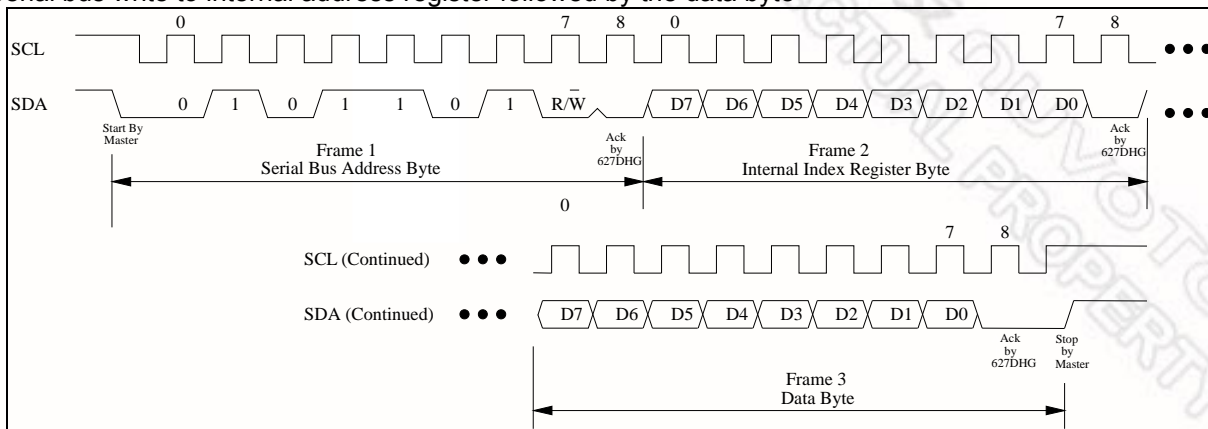 serial bus write to internal address register followed by the data byte
0 7 8 0 7 8
SCL
SDA 0 1 0 1 1 0 1 R/W̅ D7 D6 D5 D4 D3 D2 D1 D0
Start By
Master
Ack
by
627DHG
Ack
by
627DHG
Frame 1
Serial Bus Address Byte
Frame 2
Internal Index Register Byte
0 7 8
SCL (Continued)
SDA (Continued) D7 D6 D5 D4 D3 D2 D1 D0
Ack
by
627DHG
Stop
by
Master
Frame 3
Data Byte